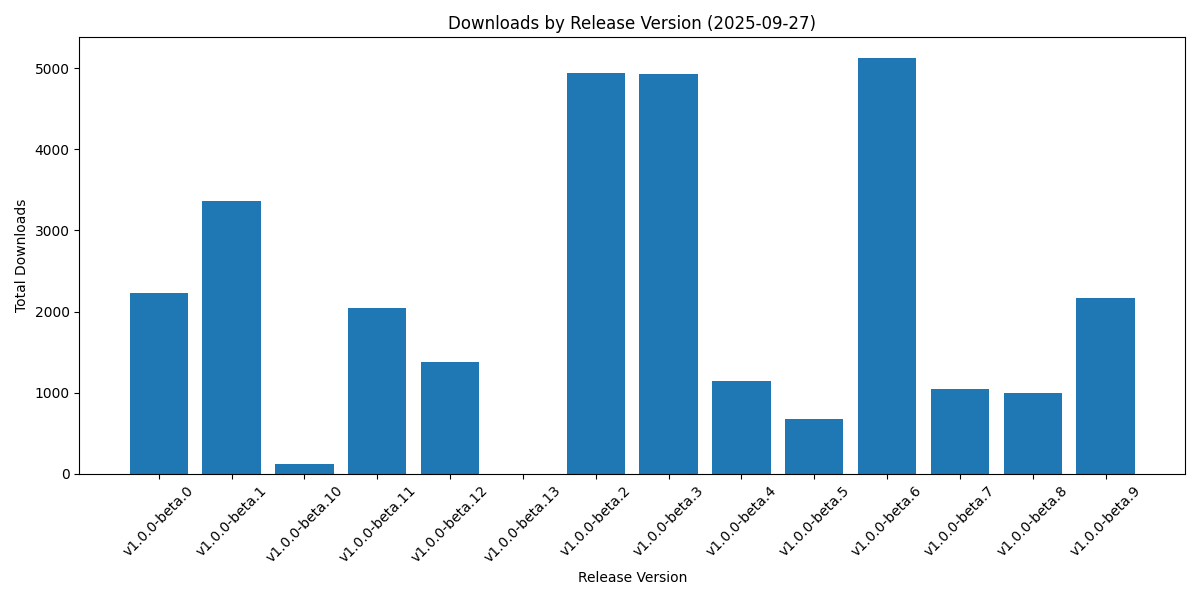 Downloads by Release Version (2025-09-27)
Total Downloads
5000
4000
3000
2000
1000
0
v1.0.0-beta.0
v1.0.0-beta.1
v1.0.0-beta.10
v1.0.0-beta.11
v1.0.0-beta.12
v1.0.0-beta.13
v1.0.0-beta.2
v1.0.0-beta.3
v1.0.0-beta.4
v1.0.0-beta.5
v1.0.0-beta.6
v1.0.0-beta.7
v1.0.0-beta.8
v1.0.0-beta.9
Release Version